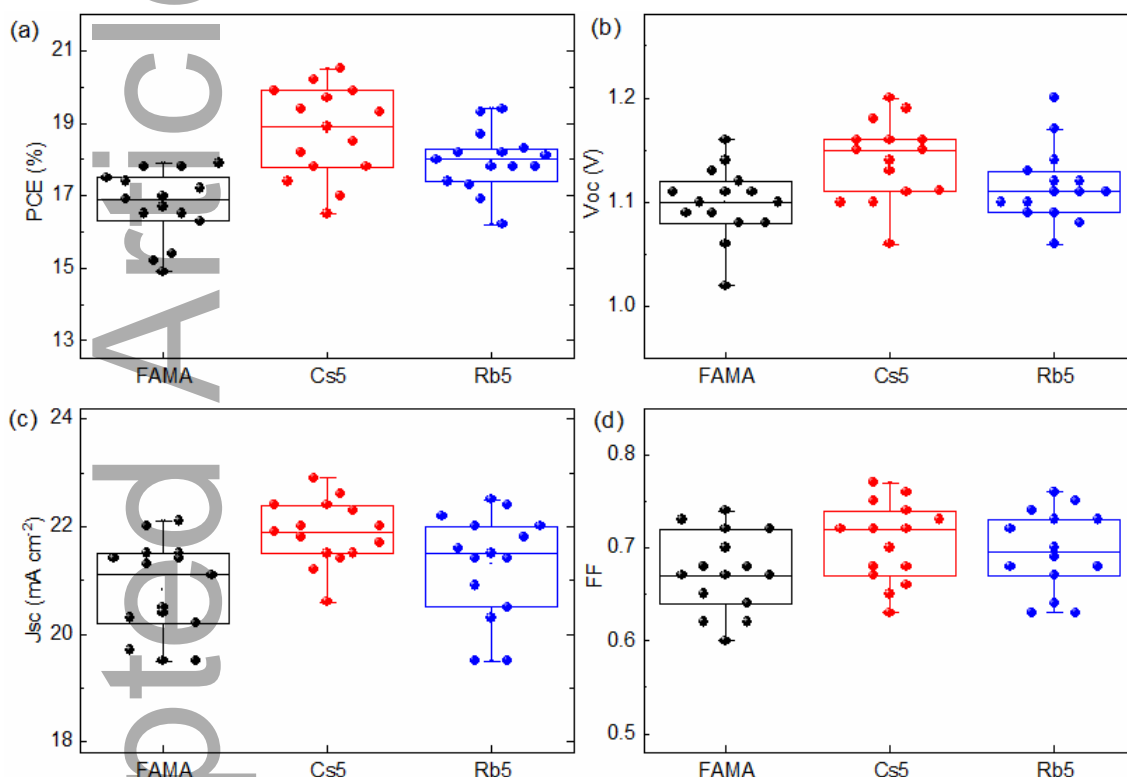 (a)
PCE (%)
21
19
17
15
13
FAMA
Cs5
Rb5
(b)
Voc (V)
1.2
1.1
1.0
FAMA
Cs5
Rb5
(c)
Jsc (mA cm⁻²)
24
22
20
18
FAMA
Cs5
Rb5
(d)
FF
0.8
0.7
0.6
0.5
FAMA
Cs5
Rb5